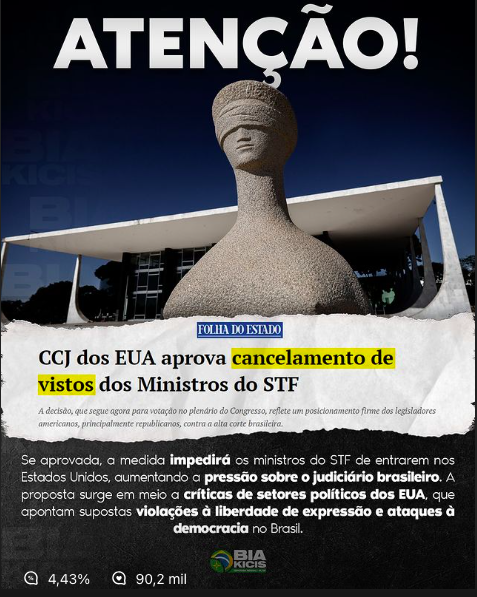 ATENÇÃO!
BIA
KICIS
FOLHA DO ESTADO
CCJ dos EUA aprova cancelamento de
vistos dos Ministros do STF
A decisão, que segue agora para votação no plenário do Congresso, reflete um posicionamento firme dos legisladores
americanos, principalmente republicanos, contra a alta corte brasileira.
Se aprovada, a medida impedirá os ministros do STF de entrarem nos
Estados Unidos, aumentando a pressão sobre o judiciário brasileiro. A
proposta surge em meio a críticas de setores políticos dos EUA, que
apontam supostas violações à liberdade de expressão e ataques à
democracia no Brasil.
BIA
KICIS
4,43% 90,2 mil